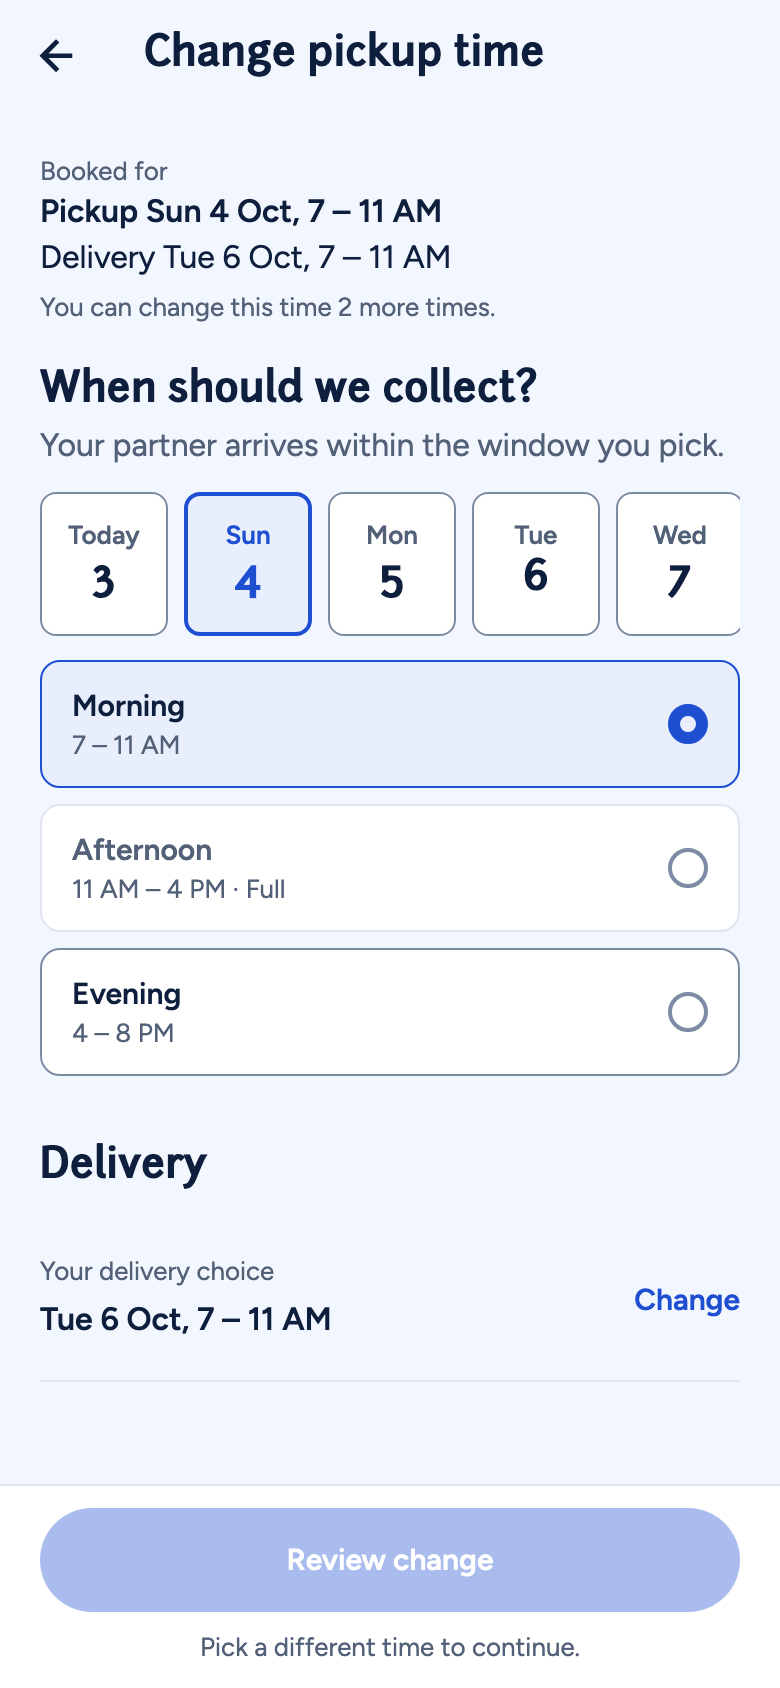 Change pickup time
Booked for
Pickup Sun 4 Oct, 7 – 11 AM
Delivery Tue 6 Oct, 7 – 11 AM
You can change this time 2 more times.
When should we collect?
Your partner arrives within the window you pick.
Today Sun Mon Tue Wed
3 4 5 6 7
Morning
7 – 11 AM
Afternoon
11 AM – 4 PM · Full
Evening
4 – 8 PM
Delivery
Your delivery choice
Tue 6 Oct, 7 – 11 AM
Change
Review change
Pick a different time to continue.